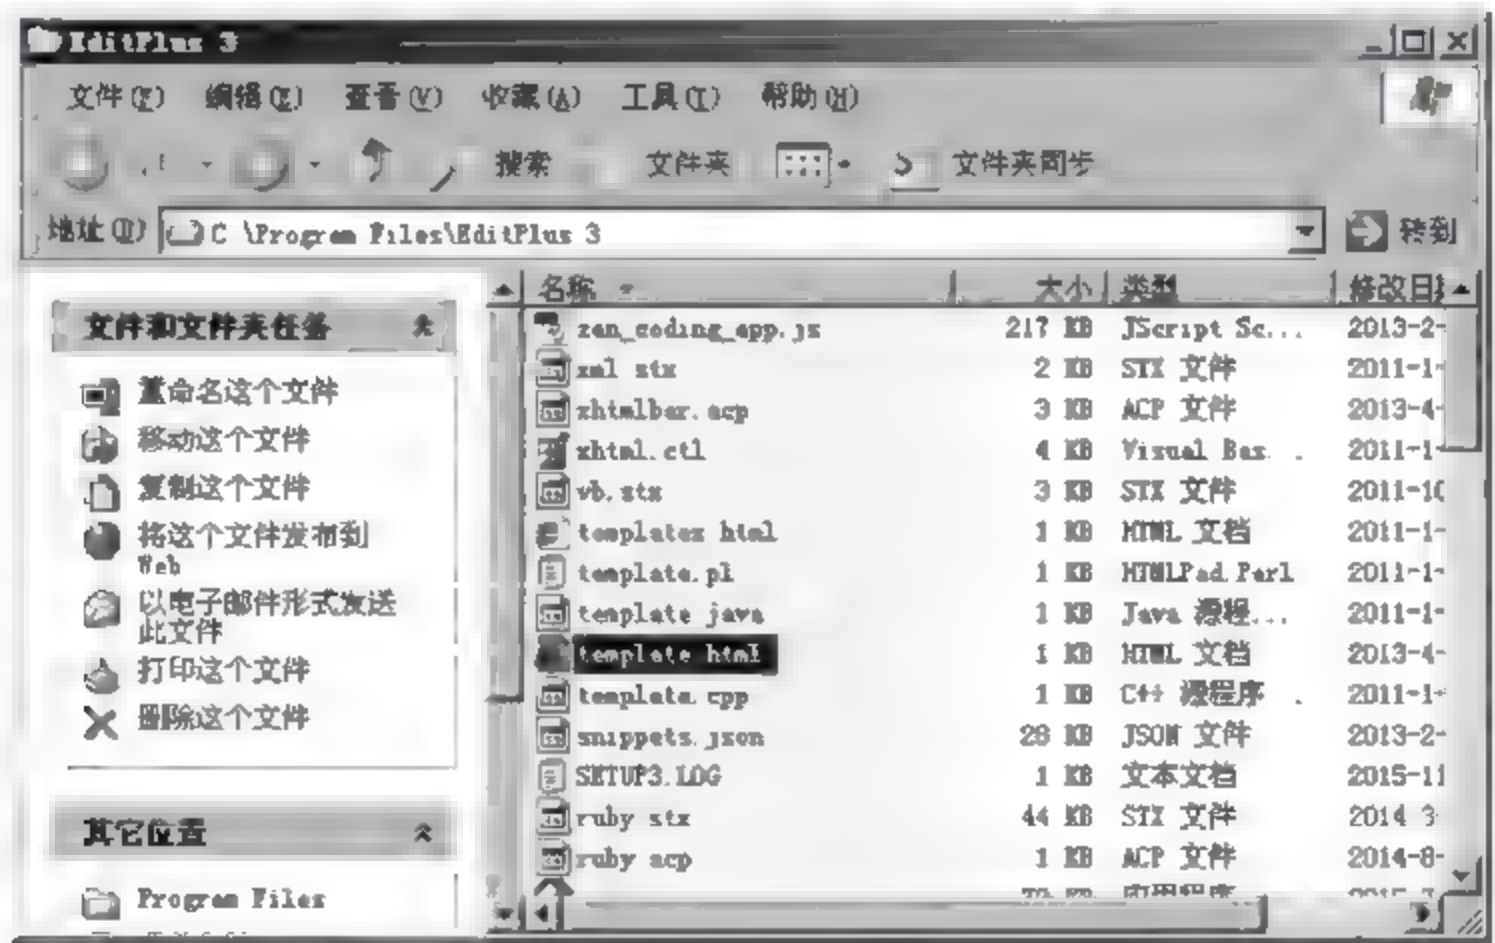 EditPlus 3
文件(F) 编辑(E) 查看(V) 收藏(A) 工具(T) 帮助(H)
搜索 文件夹 文件夹同步
地址(D) C \Program Files\EditPlus 3 转到
名称 大小 类型 修改日期
文件和文件夹任务
重命名这个文件
移动这个文件
复制这个文件
将这个文件发布到
Web
以电子邮件形式发送
此文件
打印这个文件
删除这个文件
其它位置
Program Files
zen_coding_app.js 217 KB JScript Sc... 2013-2-
xml stx 2 KB STX 文件 2011-1-
xhtmlbar.acp 3 KB ACP 文件 2013-4-
xhtml.ctl 4 KB Visual Bas. . 2011-1-
vb.stx 3 KB STX 文件 2011-10
templatex html 1 KB HTML 文档 2011-1-
template.pl 1 KB HTMLPad.Perl 2011-1-
template java 1 KB Java 源程... 2011-1-
template html 1 KB HTML 文档 2013-4-
template.cpp 1 KB C++ 源程序 . 2011-1-
snippets.json 28 KB JSON 文件 2013-2-
SETUP3.LOG 1 KB 文本文档 2015-11
ruby stx 44 KB STX 文件 2014 3-
ruby acp 1 KB ACP 文件 2014-8-